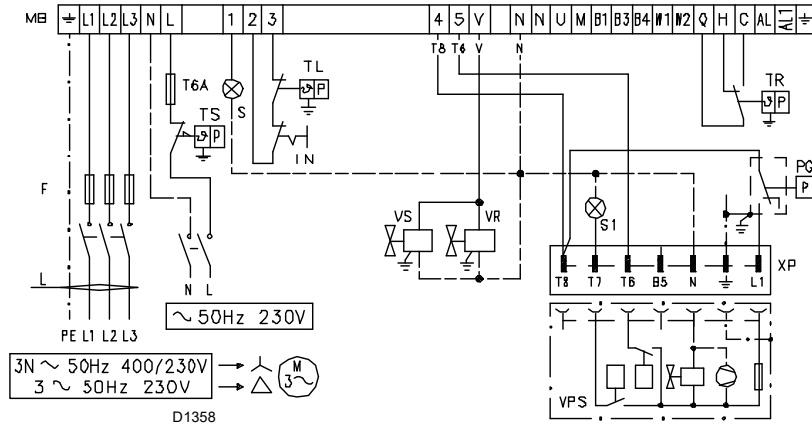 MB ⏚ L1 L2 L3 N L 1 2 3 4 5 V N N U M B1 B3 B4 W1 W2 Q H C AL AL1 ⏚
T8 T6 V N
T6A S TL
ϑ P
TS
ϑ P
IN
TR
ϑ P
PG
P
F
VS VR
S1
XP
T8 T7 T6 B5 N ⏚ L1
L
N L
∼ 50Hz 230V
PE L1 L2 L3
3N ∼ 50Hz 400/230V
3 ∼ 50Hz 230V
M
3∼
VPS
D1358